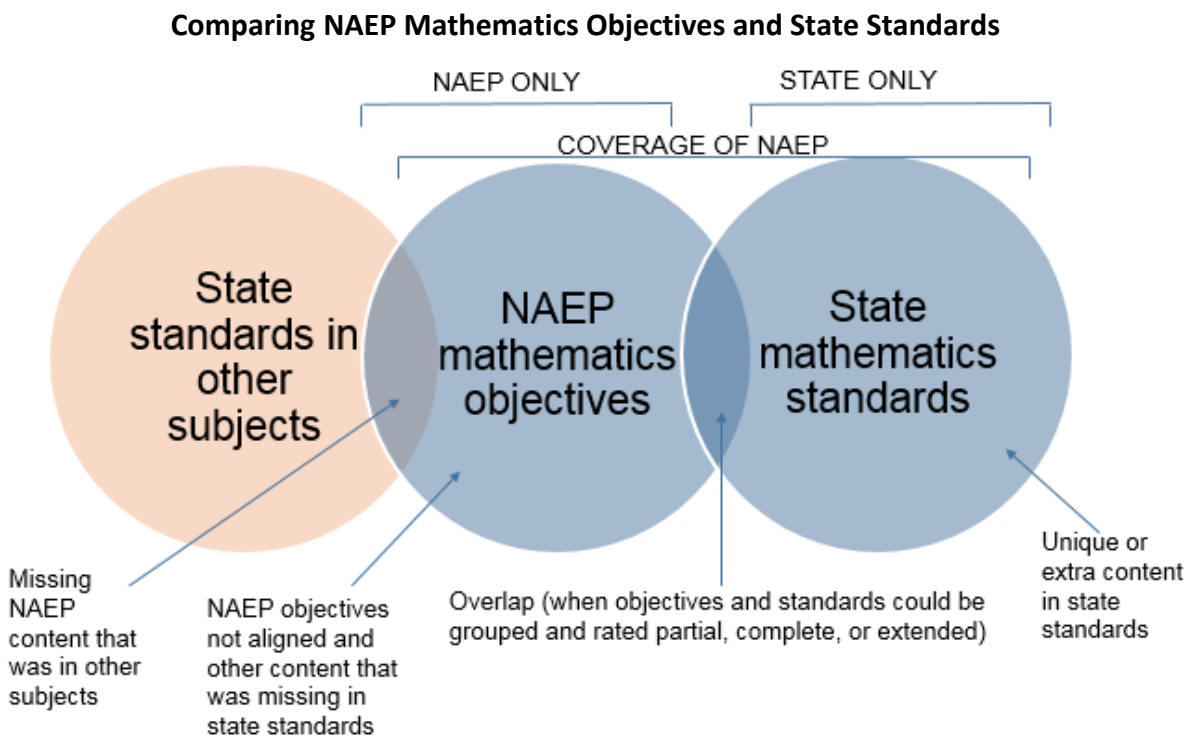 Comparing NAEP Mathematics Objectives and State Standards
NAEP ONLY
STATE ONLY
COVERAGE OF NAEP
State
standards in
other
subjects
NAEP
mathematics
objectives
State
mathematics
standards
Missing
NAEP
content that
was in other
subjects
NAEP objectives
not aligned and
other content that
was missing in
state standards
Overlap (when objectives and standards could be
grouped and rated partial, complete, or extended)
Unique or
extra content
in state
standards